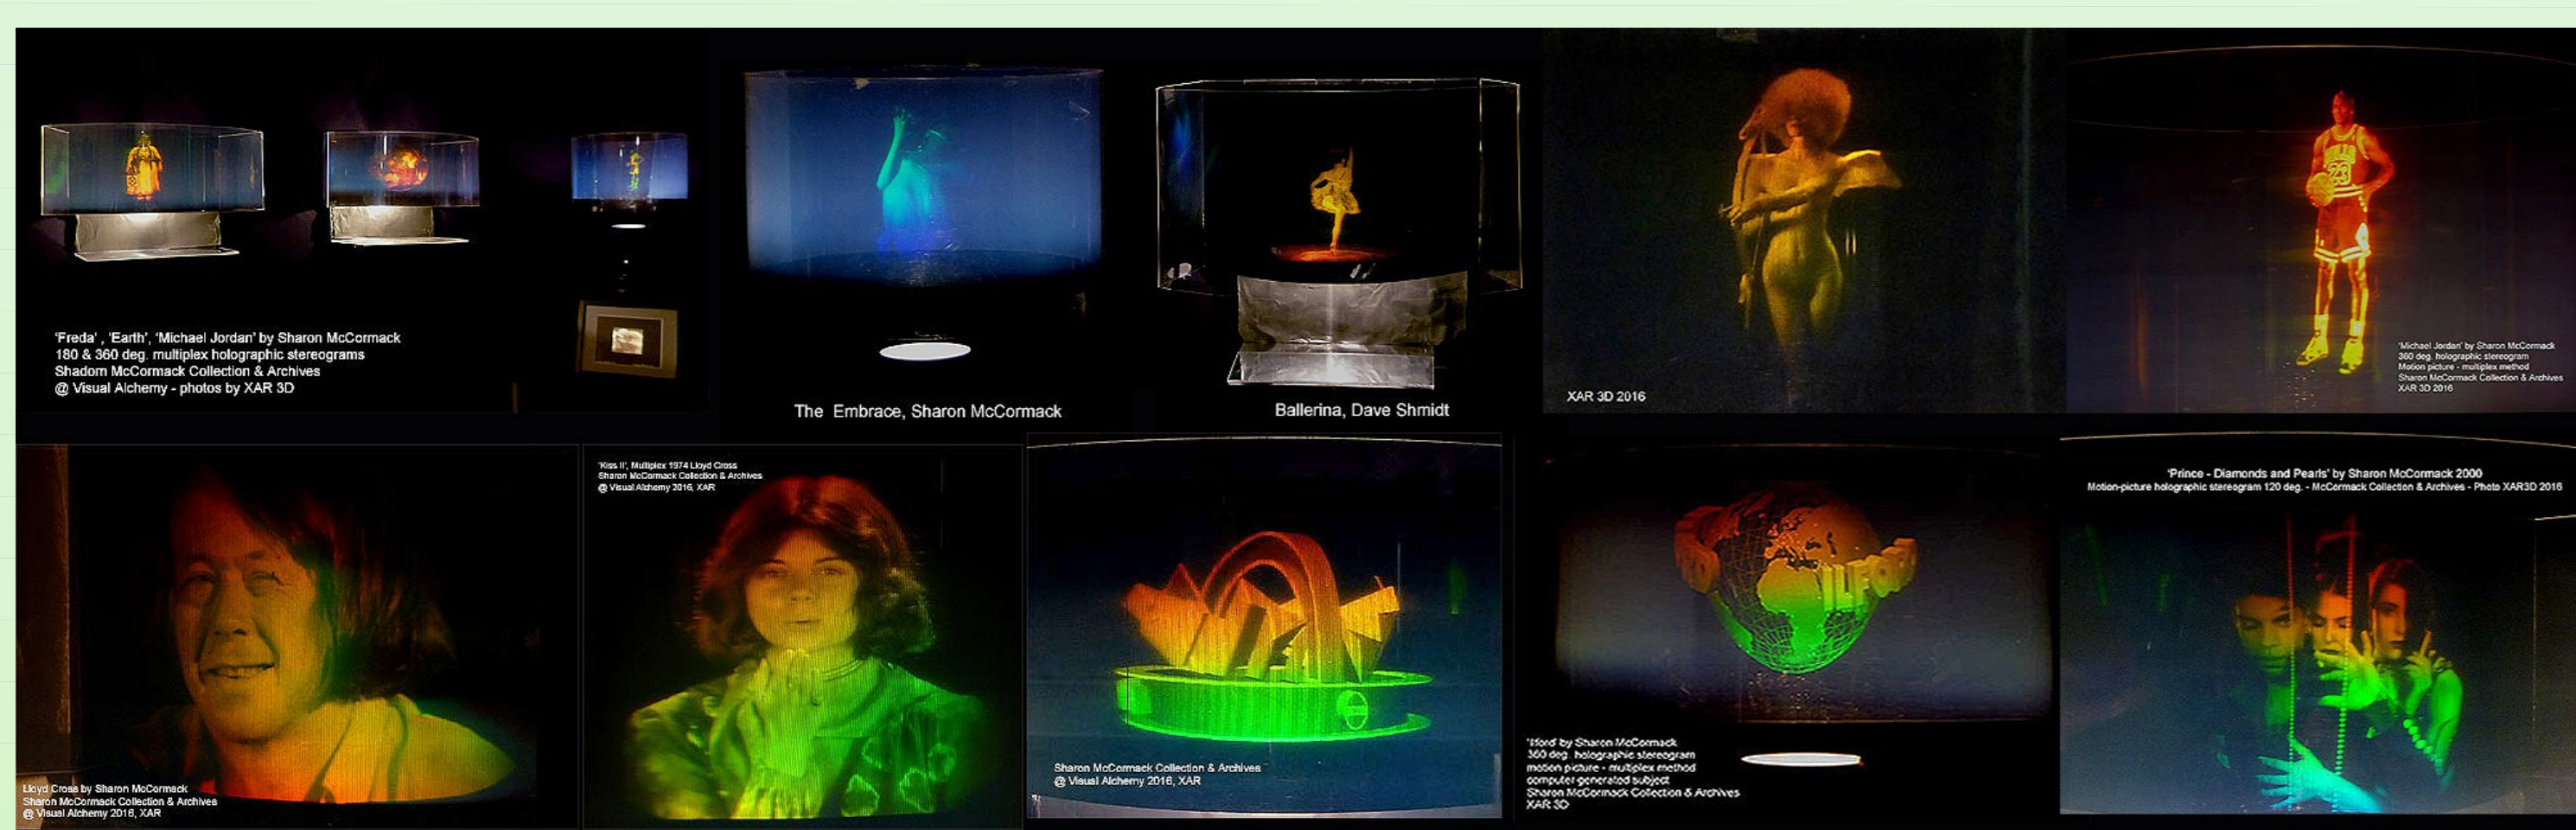 'Freda' , 'Earth', 'Michael Jordan' by Sharon McCormack
180 & 360 deg. multiplex holographic stereograms
Shadom McCormack Collection & Archives
@ Visual Alchemy - photos by XAR 3D
The Embrace, Sharon McCormack
Ballerina, Dave Shmidt
XAR 3D 2016
BULLS
23
'Michael Jordan' by Sharon McCormack
360 deg. holographic stereogram
Motion picture - multiplex method
Sharon McCormack Collection & Archives
XAR 3D 2016
Lloyd Cross by Sharon McCormack
Sharon McCormack Collection & Archives
@ Visual Alchemy 2016, XAR
'Kiss II', Multiplex 1974 Lloyd Cross
Sharon McCormack Collection & Archives
@ Visual Alchemy 2016, XAR
Sharon McCormack Collection & Archives
@ Visual Alchemy 2016, XAR
ILFORD
'Ilford' by Sharon McCormack
360 deg. holographic stereogram
motion picture - multiplex method
computer generated subject
Sharon McCormack Collection & Archives
XAR 3D
'Prince - Diamonds and Pearls' by Sharon McCormack 2000
Motion-picture holographic stereogram 120 deg. - McCormack Collection & Archives - Photo XAR3D 2016